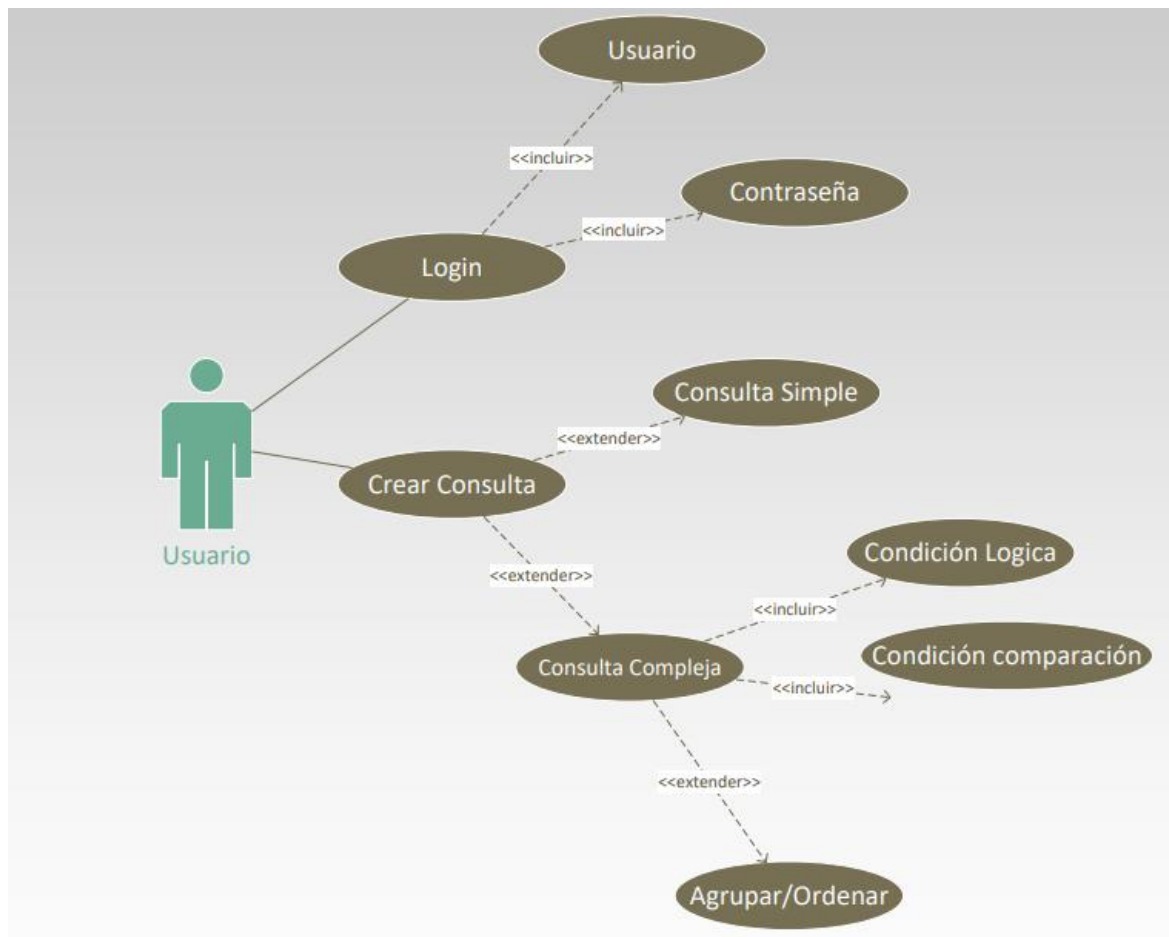 Usuario
<<incluir>>
Contraseña
<<incluir>>
Login
Consulta Simple
<<extender>>
Crear Consulta
Usuario
Condición Logica
<<extender>>
<<incluir>>
Condición comparación
Consulta Compleja
<<incluir>>
<<extender>>
Agrupar/Ordenar